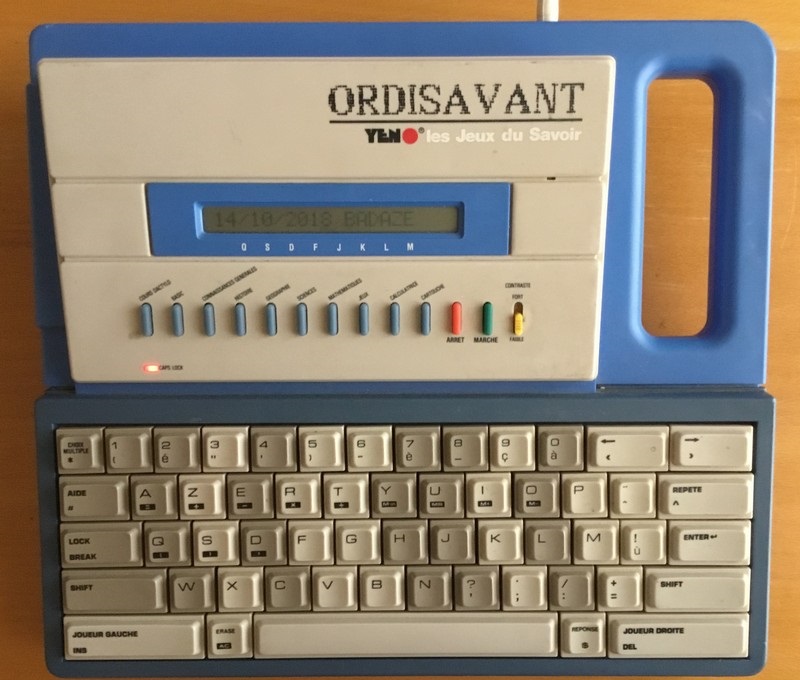 ORDISAVANT
YENO® les Jeux du Savoir
14/10/2018 BADAZE
Q S D F J K L M
COURS DACTYLO BASIC CONNAISSANCES GENERALES HISTOIRE GEOGRAPHIE SCIENCES MATHEMATIQUES JEUX CALCULATRICE CARTOUCHE
CONTRASTE
FORT
ARRET MARCHE FAIBLE
CAPS LOCK
CHOIX MULTIPLE * 1 ( 2 é 3 " 4 ' 5 ) 6 - 7 è 8 _ 9 ç 0 à ← ‹ → ›
AIDE # A Z E R T Y U I O P REPETE ^
LOCK BREAK Q S D F G H J K L M ! ù ENTER ↵
SHIFT W X C V B N ? , . ; / : + = SHIFT
JOUEUR GAUCHE INS ERASE AC REPONSE $ JOUEUR DROITE DEL